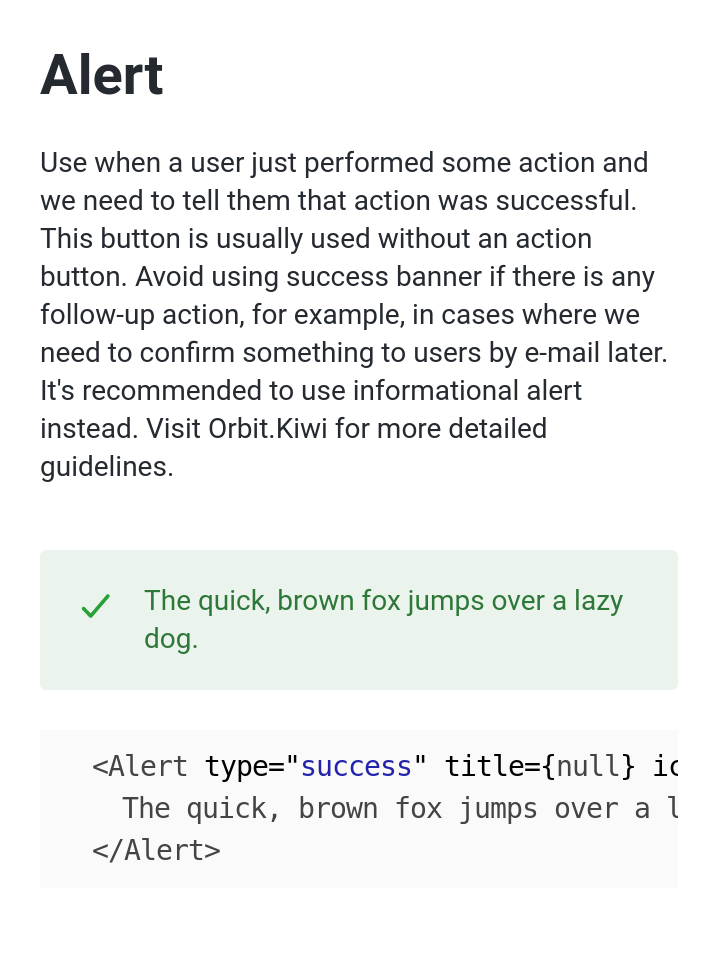 Alert
Use when a user just performed some action and
we need to tell them that action was successful.
This button is usually used without an action
button. Avoid using success banner if there is any
follow-up action, for example, in cases where we
need to confirm something to users by e-mail later.
It's recommended to use informational alert
instead. Visit Orbit.Kiwi for more detailed
guidelines.
The quick, brown fox jumps over a lazy
dog.
<Alert type="success" title={null}
The quick, brown fox jumps over a
</Alert>